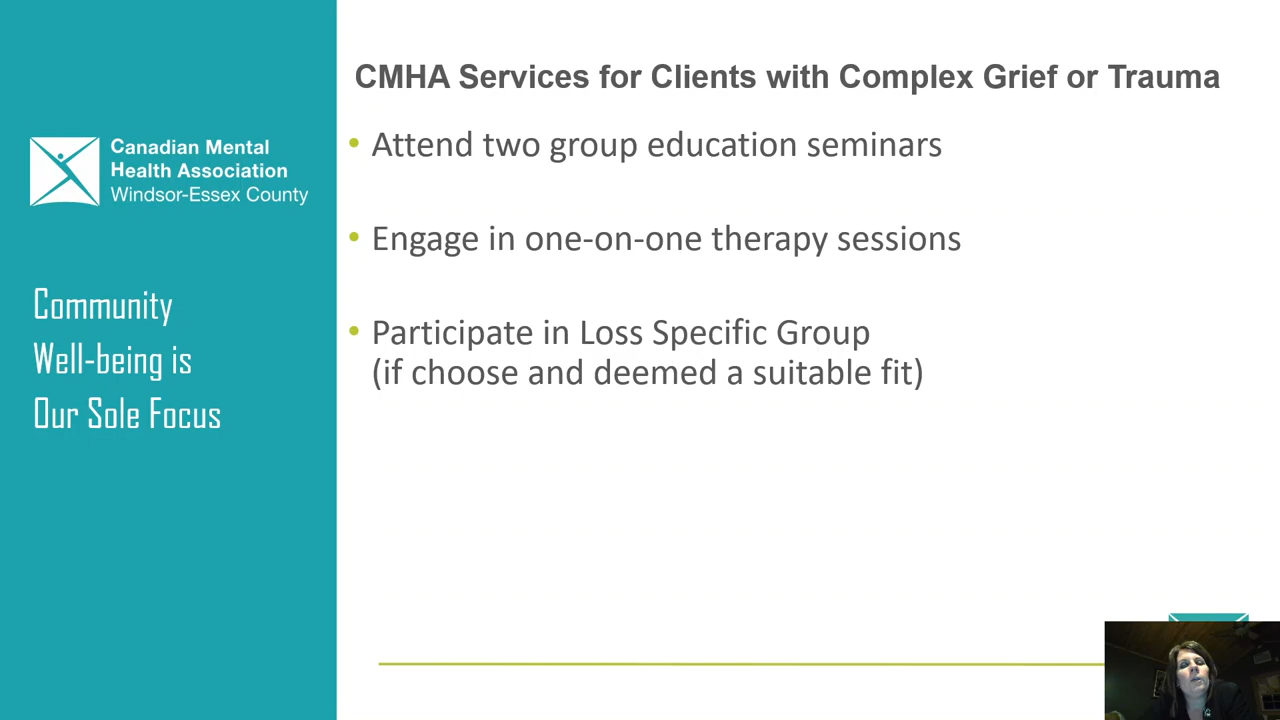 CMHA Services for Clients with Complex Grief or Trauma
• Attend two group education seminars
• Engage in one-on-one therapy sessions
• Participate in Loss Specific Group
(if choose and deemed a suitable fit)
Canadian Mental
Health Association
Windsor-Essex County
Community
Well-being is
Our Sole Focus